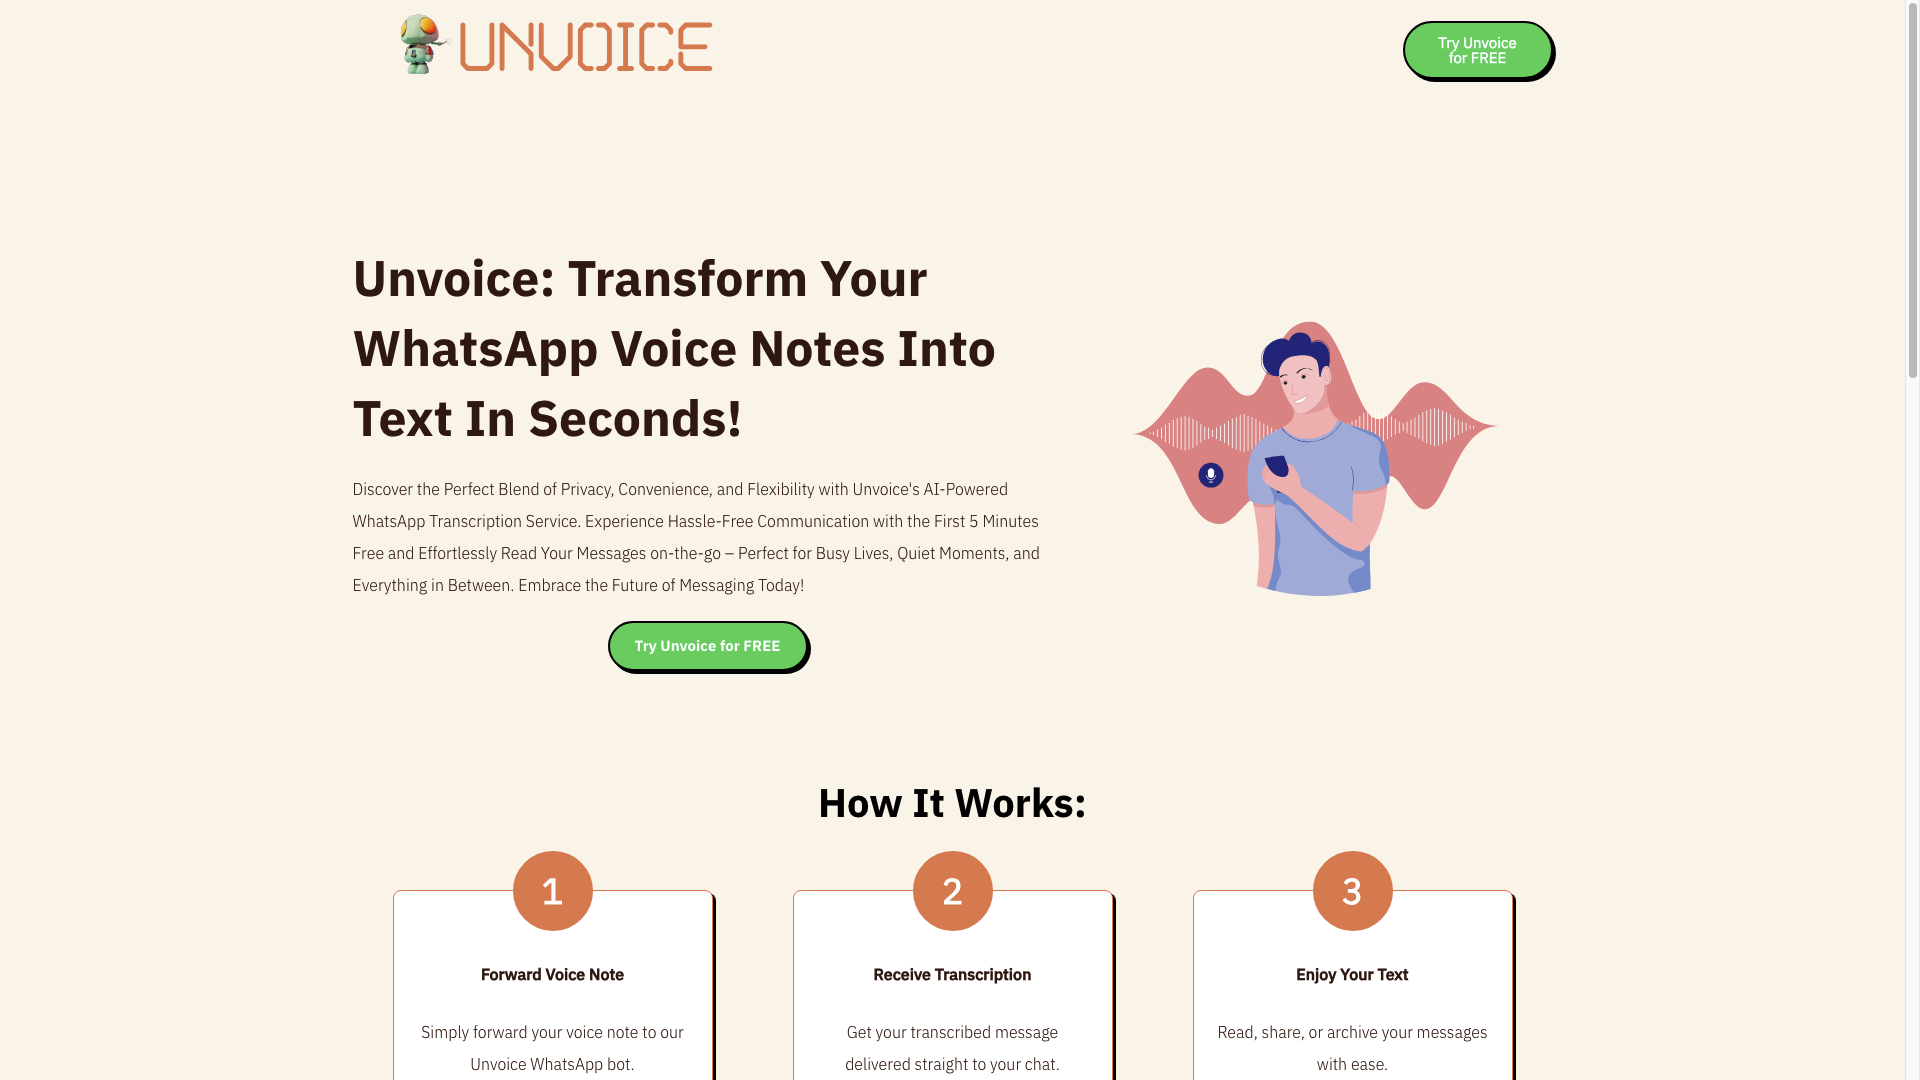 UNVOICE
Try Unvoice
for FREE
Unvoice: Transform Your
WhatsApp Voice Notes Into
Text In Seconds!
Discover the Perfect Blend of Privacy, Convenience, and Flexibility with Unvoice's AI-Powered
WhatsApp Transcription Service. Experience Hassle-Free Communication with the First 5 Minutes
Free and Effortlessly Read Your Messages on-the-go – Perfect for Busy Lives, Quiet Moments, and
Everything in Between. Embrace the Future of Messaging Today!
Try Unvoice for FREE
How It Works:
1
Forward Voice Note
Simply forward your voice note to our
Unvoice WhatsApp bot.
2
Receive Transcription
Get your transcribed message
delivered straight to your chat.
3
Enjoy Your Text
Read, share, or archive your messages
with ease.